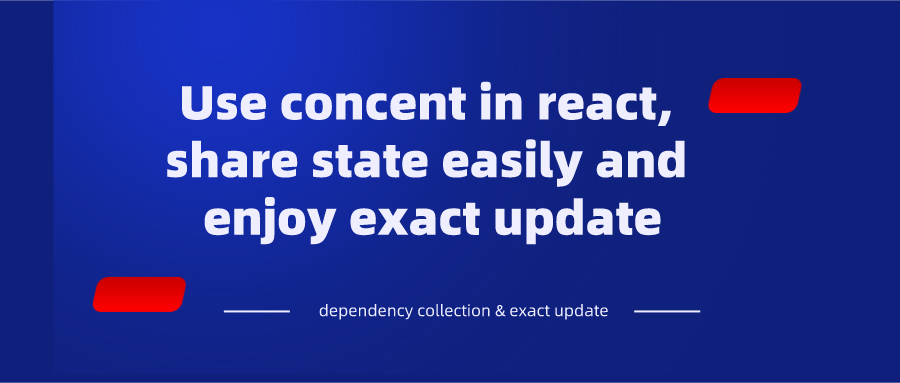 Use concent in react,
share state easily and
enjoy exact update
dependency collection & exact update